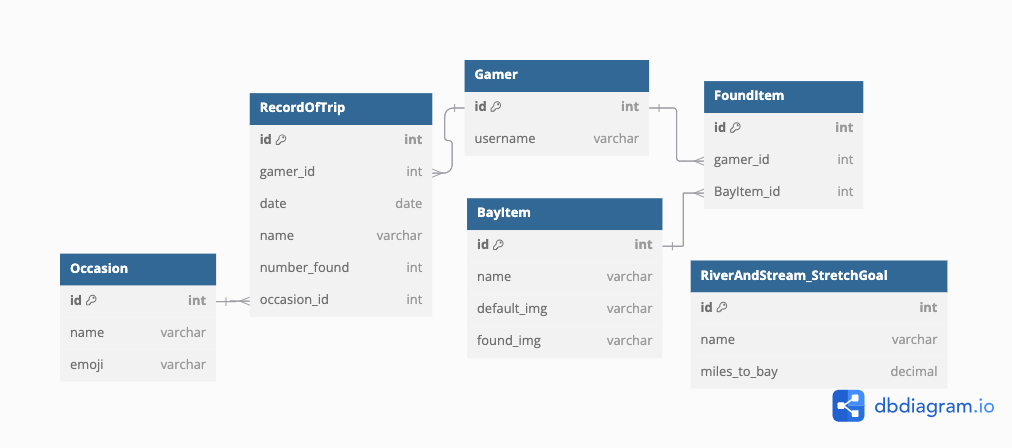 Gamer
id int
username varchar
FoundItem
id int
gamer_id int
BayItem_id int
RecordOfTrip
id int
gamer_id int
date date
name varchar
number_found int
occasion_id int
BayItem
id int
name varchar
default_img varchar
found_img varchar
Occasion
id int
name varchar
emoji varchar
RiverAndStream_StretchGoal
id int
name varchar
miles_to_bay decimal
dbdiagram.io